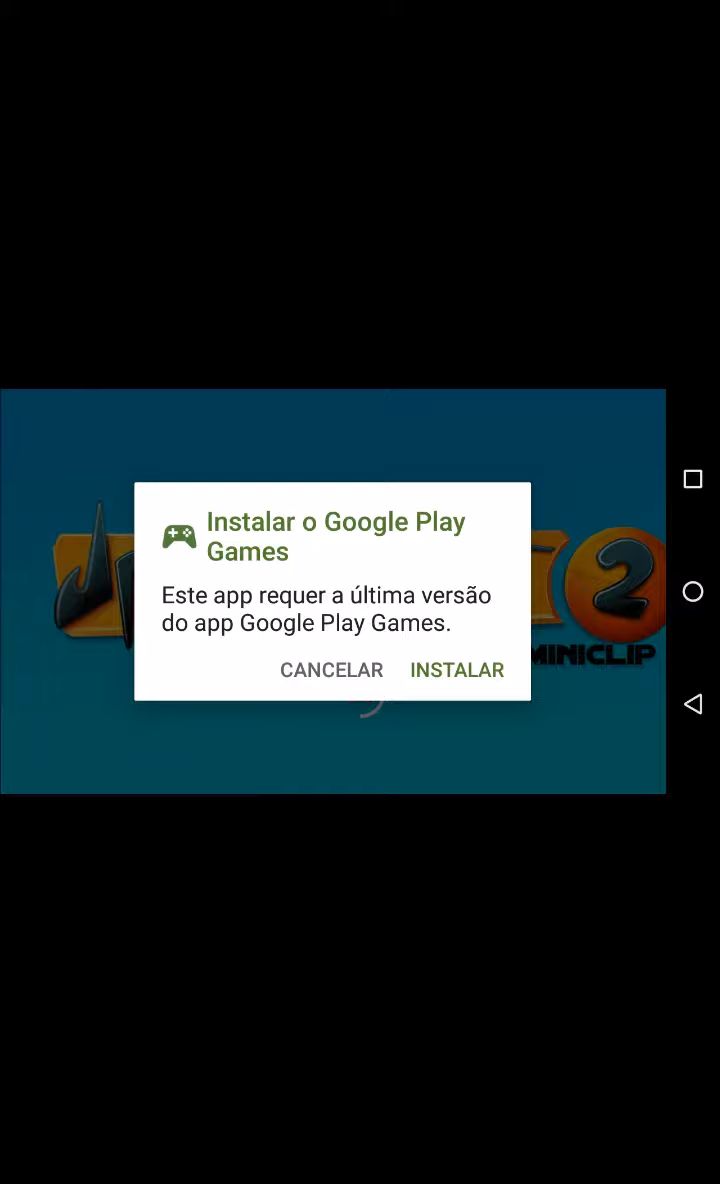 Instalar o Google Play
Games
Este app requer a última versão
do app Google Play Games.
CANCELAR INSTALAR
2
MINICLIP